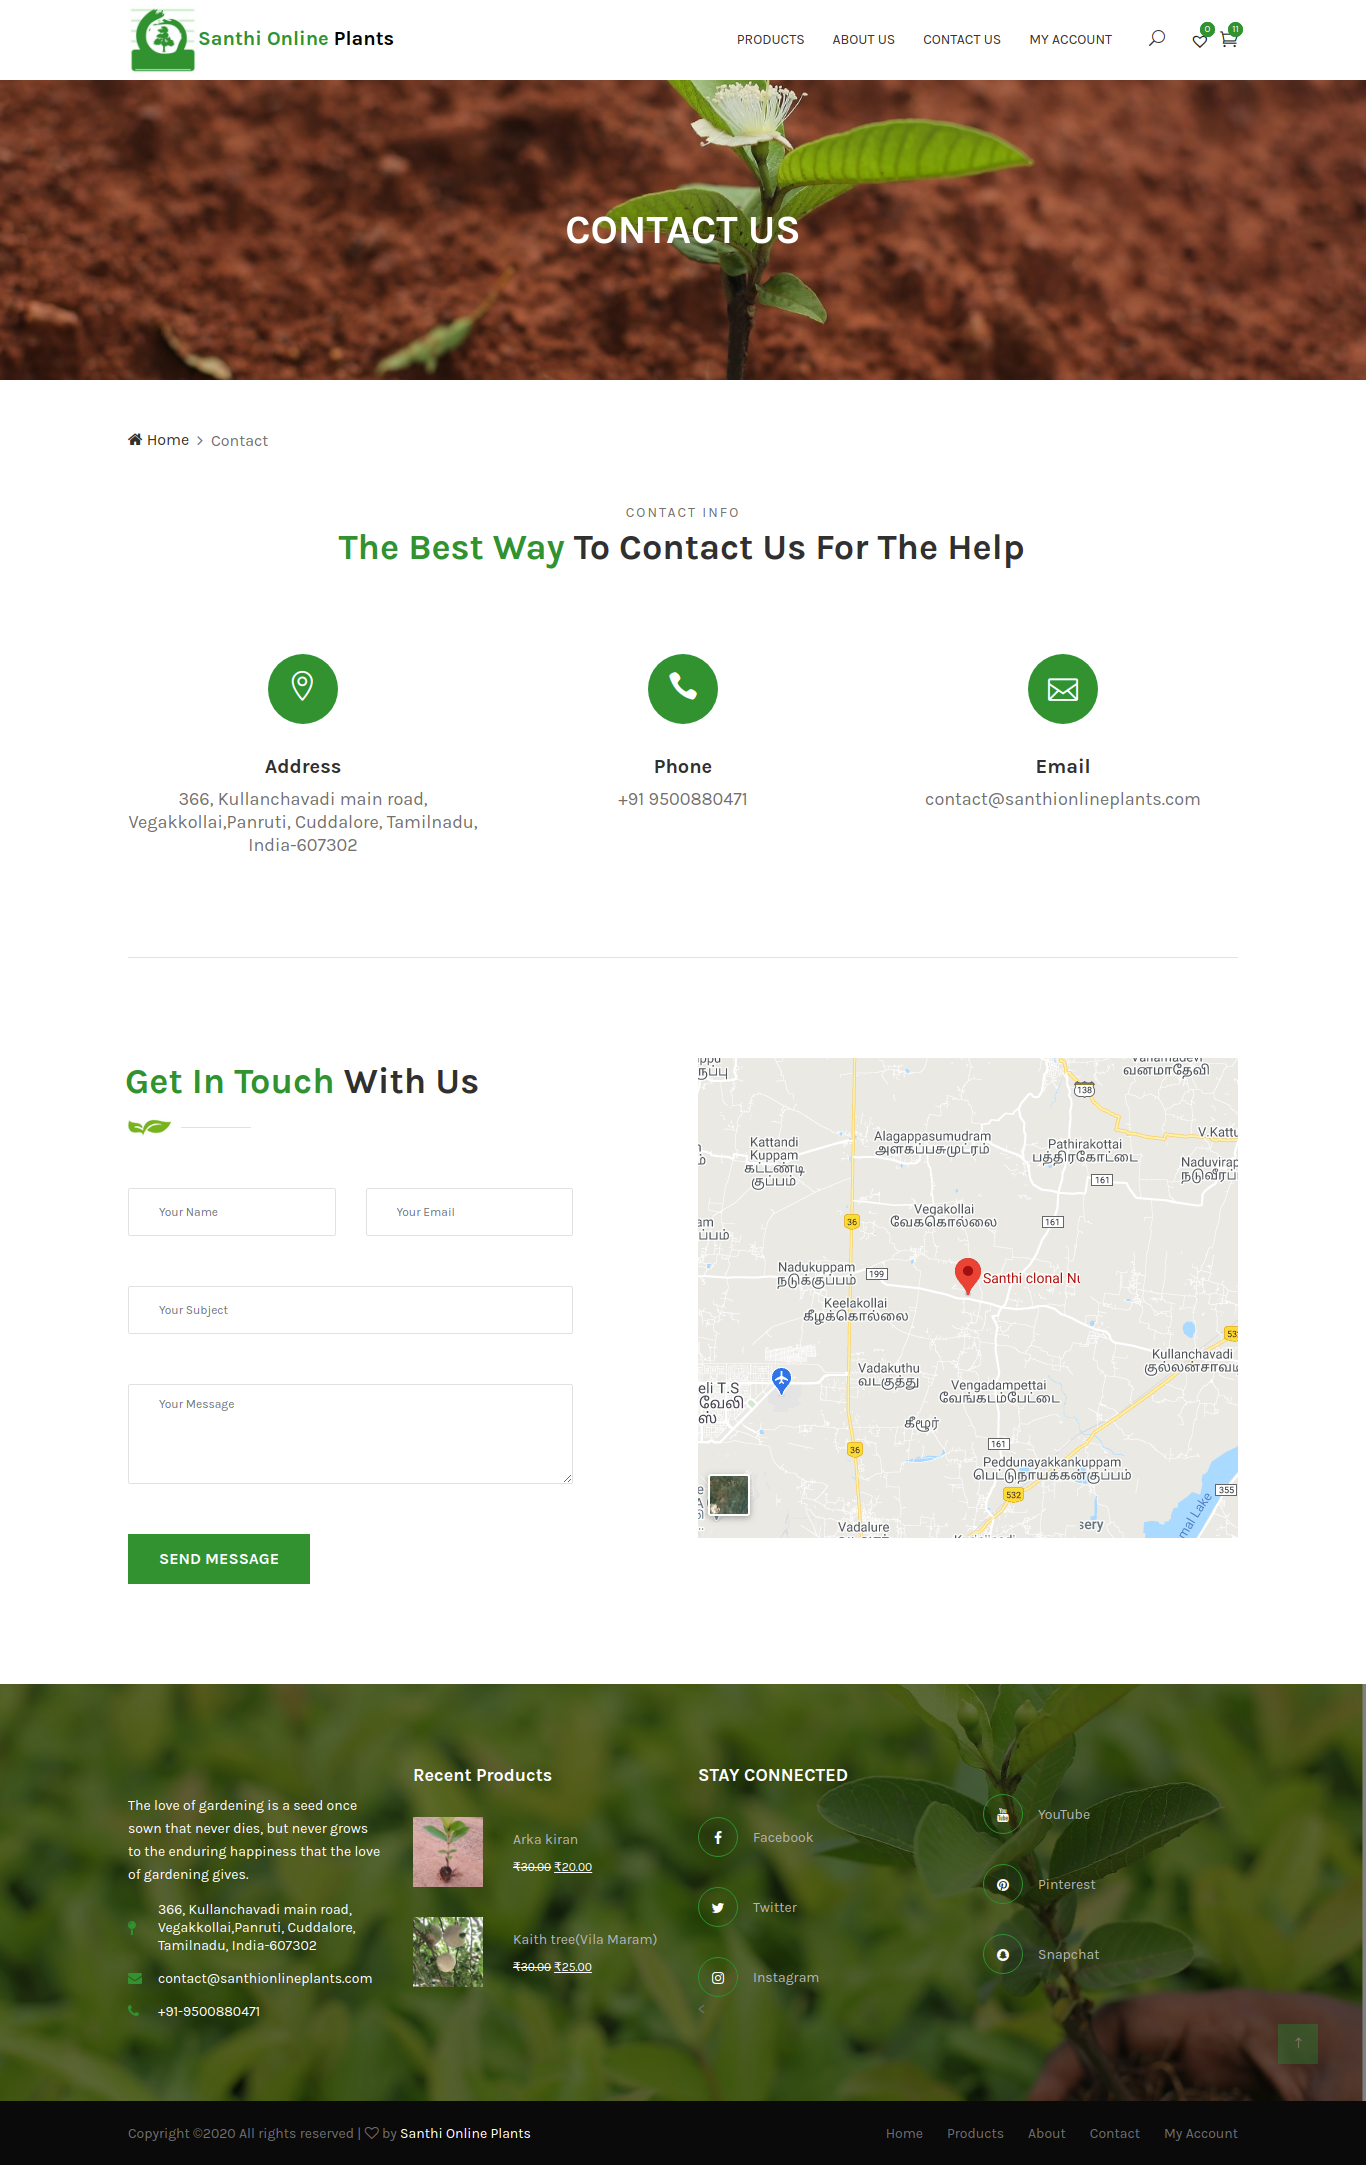 Santhi Online Plants
PRODUCTS
ABOUT US
CONTACT US
MY ACCOUNT
0
11
CONTACT US
Home > Contact
CONTACT INFO
The Best Way To Contact Us For The Help
Address
366, Kullanchavadi main road,
Vegakkollai,Panruti, Cuddalore, Tamilnadu,
India-607302
Phone
+91 9500880471
Email
contact@santhionlineplants.com
Get In Touch With Us
Your Name
Your Email
Your Subject
Your Message
SEND MESSAGE
வனமாதேவி
138
V.Kattu
Kattandi
Kuppam
கட்டண்டி
குப்பம்
Alagappasumudram
அளகப்பசுமுட்ரம்
Pathirakottai
பத்திரகோட்டை
161
Naduvirap
நடுவீரப்
Vegakollai
வேககொல்லை
36
161
Nadukuppam
நடுக்குப்பம்
199
Santhi clonal Nu
Keelakollai
கீழக்கொல்லை
53
Kullanchavadi
குல்லன்சாவடி
Vadakuthu
வடகுத்து
eli T.S
வேலி
ஸ்
Vengadampettai
வேங்கடம்பேட்டை
கீழூர்
161
36
Peddunayakkankuppam
பெட்டுநாயக்கன்குப்பம்
532
355
mal Lake
Vadalure
sery
The love of gardening is a seed once
sown that never dies, but never grows
to the enduring happiness that the love
of gardening gives.
366, Kullanchavadi main road,
Vegakkollai,Panruti, Cuddalore,
Tamilnadu, India-607302
contact@santhionlineplants.com
+91-9500880471
Recent Products
Arka kiran
₹30.00 ₹20.00
Kaith tree(Vila Maram)
₹30.00 ₹25.00
STAY CONNECTED
Facebook
Twitter
Instagram
<
YouTube
Pinterest
Snapchat
Copyright ©2020 All rights reserved | ♡ by Santhi Online Plants
Home
Products
About
Contact
My Account